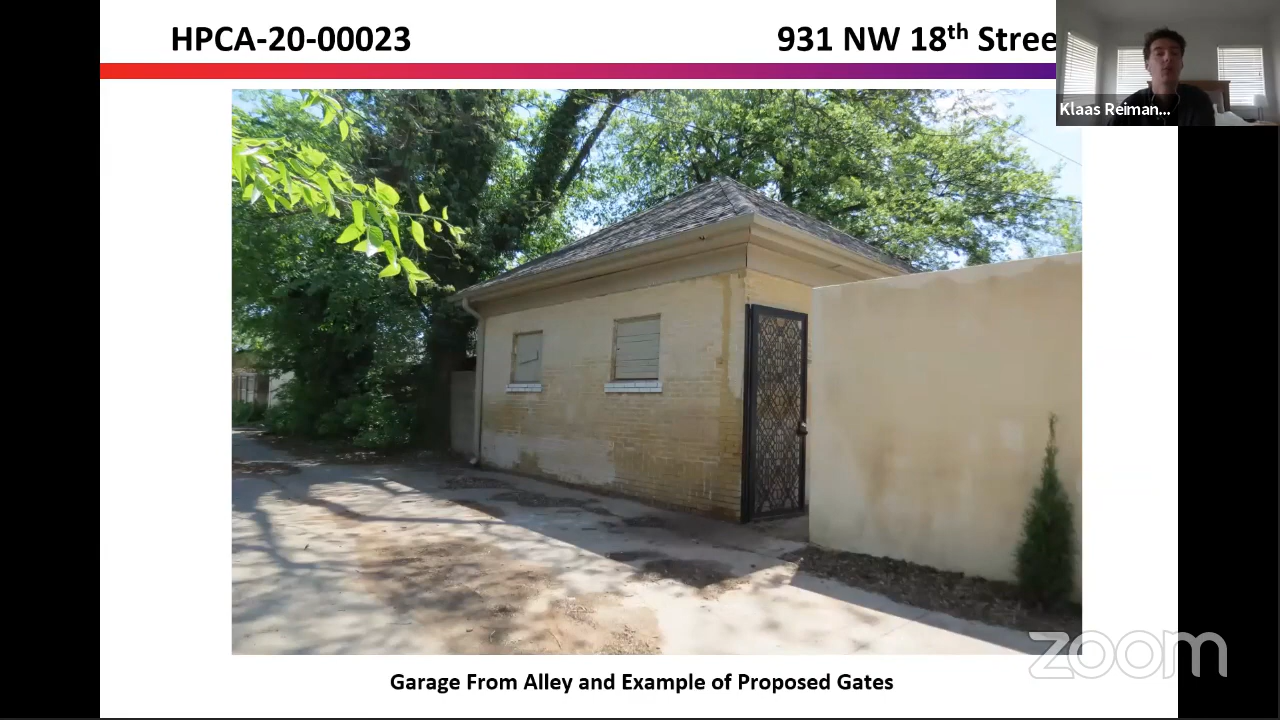 HPCA-20-00023
931 NW 18th Stree
Klaas Reiman...
zoom
Garage From Alley and Example of Proposed Gates